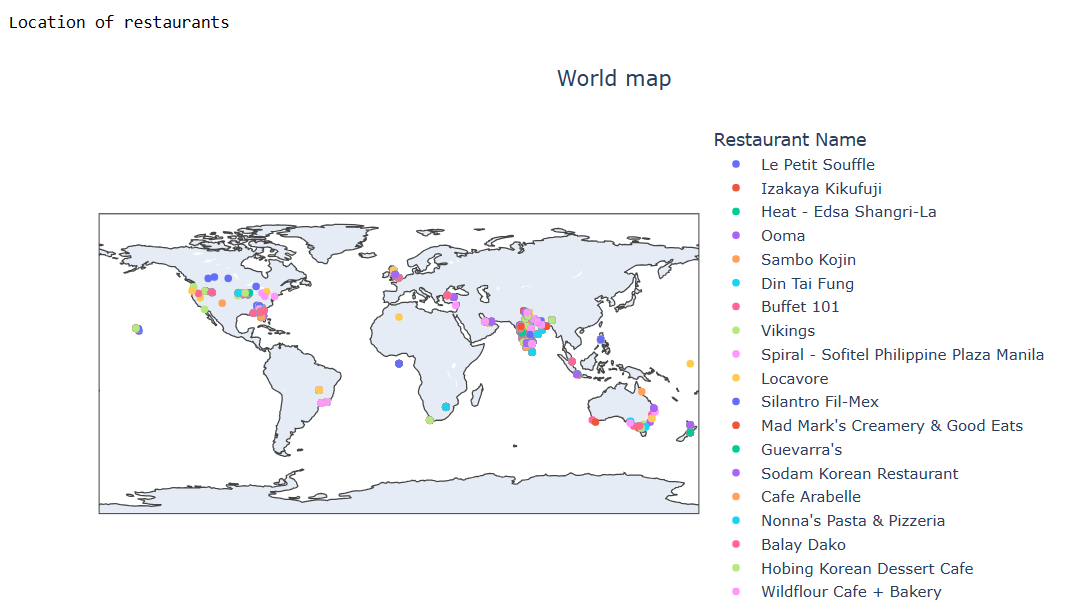 Location of restaurants
World map
Restaurant Name
Le Petit Souffle
Izakaya Kikufuji
Heat - Edsa Shangri-La
Ooma
Sambo Kojin
Din Tai Fung
Buffet 101
Vikings
Spiral - Sofitel Philippine Plaza Manila
Locavore
Silantro Fil-Mex
Mad Mark's Creamery & Good Eats
Guevarra's
Sodam Korean Restaurant
Cafe Arabelle
Nonna's Pasta & Pizzeria
Balay Dako
Hobing Korean Dessert Cafe
Wildflour Cafe + Bakery